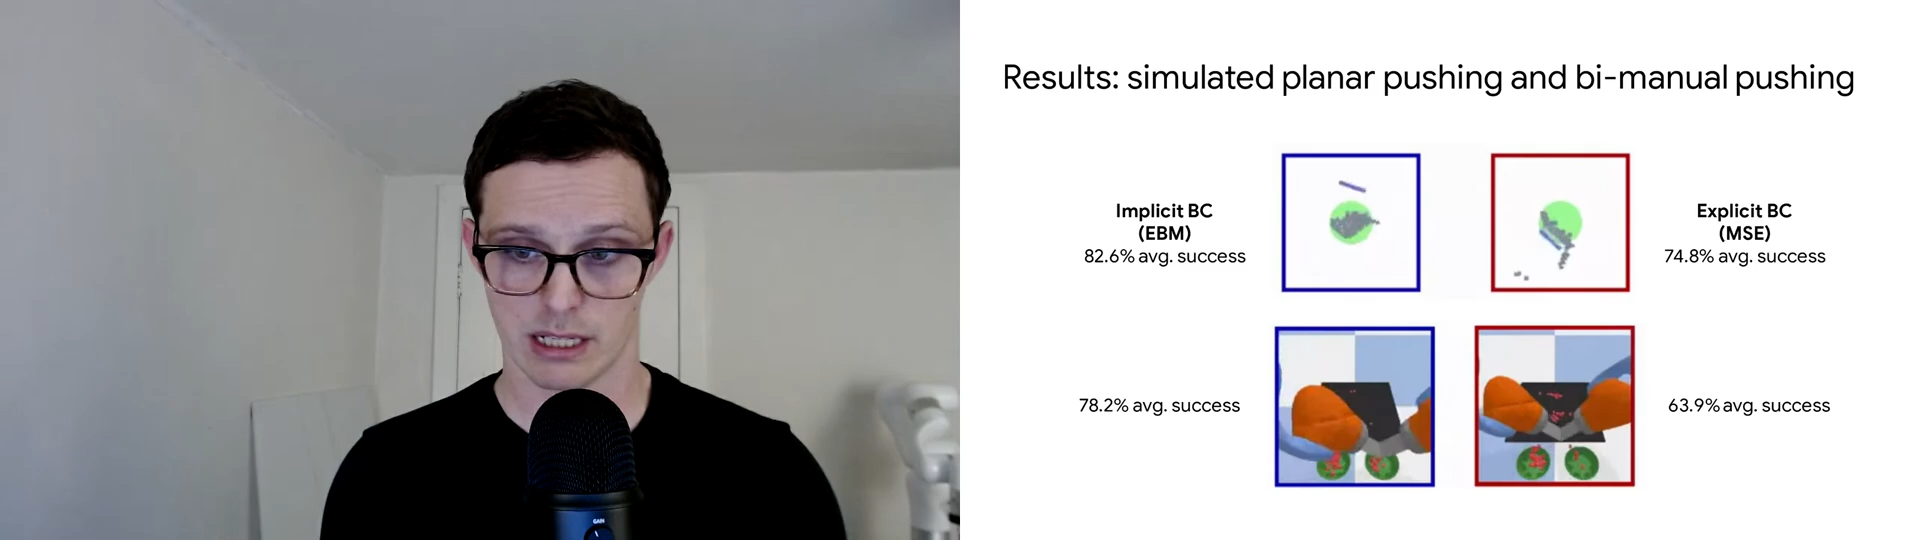 Results: simulated planar pushing and bi-manual pushing
Implicit BC
(EBM)
82.6% avg. success
Explicit BC
(MSE)
74.8% avg. success
78.2% avg. success
63.9% avg. success
GAIN